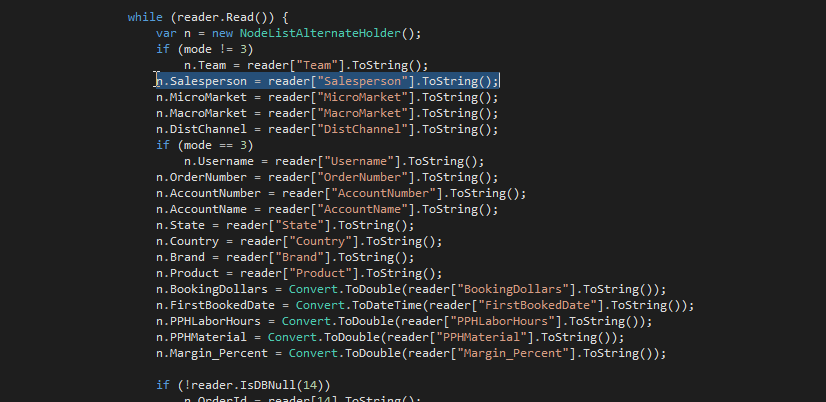 while (reader.Read()) {
var n = new NodeListAlternateHolder();
if (mode != 3)
n.Team = reader["Team"].ToString();
n.Salesperson = reader["Salesperson"].ToString();
n.MicroMarket = reader["MicroMarket"].ToString();
n.MacroMarket = reader["MacroMarket"].ToString();
n.DistChannel = reader["DistChannel"].ToString();
if (mode == 3)
n.Username = reader["Username"].ToString();
n.OrderNumber = reader["OrderNumber"].ToString();
n.AccountNumber = reader["AccountNumber"].ToString();
n.AccountName = reader["AccountName"].ToString();
n.State = reader["State"].ToString();
n.Country = reader["Country"].ToString();
n.Brand = reader["Brand"].ToString();
n.Product = reader["Product"].ToString();
n.BookingDollars = Convert.ToDouble(reader["BookingDollars"].ToString());
n.FirstBookedDate = Convert.ToDateTime(reader["FirstBookedDate"].ToString());
n.PPHLaborHours = Convert.ToDouble(reader["PPHLaborHours"].ToString());
n.PPHMaterial = Convert.ToDouble(reader["PPHMaterial"].ToString());
n.Margin_Percent = Convert.ToDouble(reader["Margin_Percent"].ToString());
if (!reader.IsDBNull(14))
n.OrderId = reader[14].ToString();